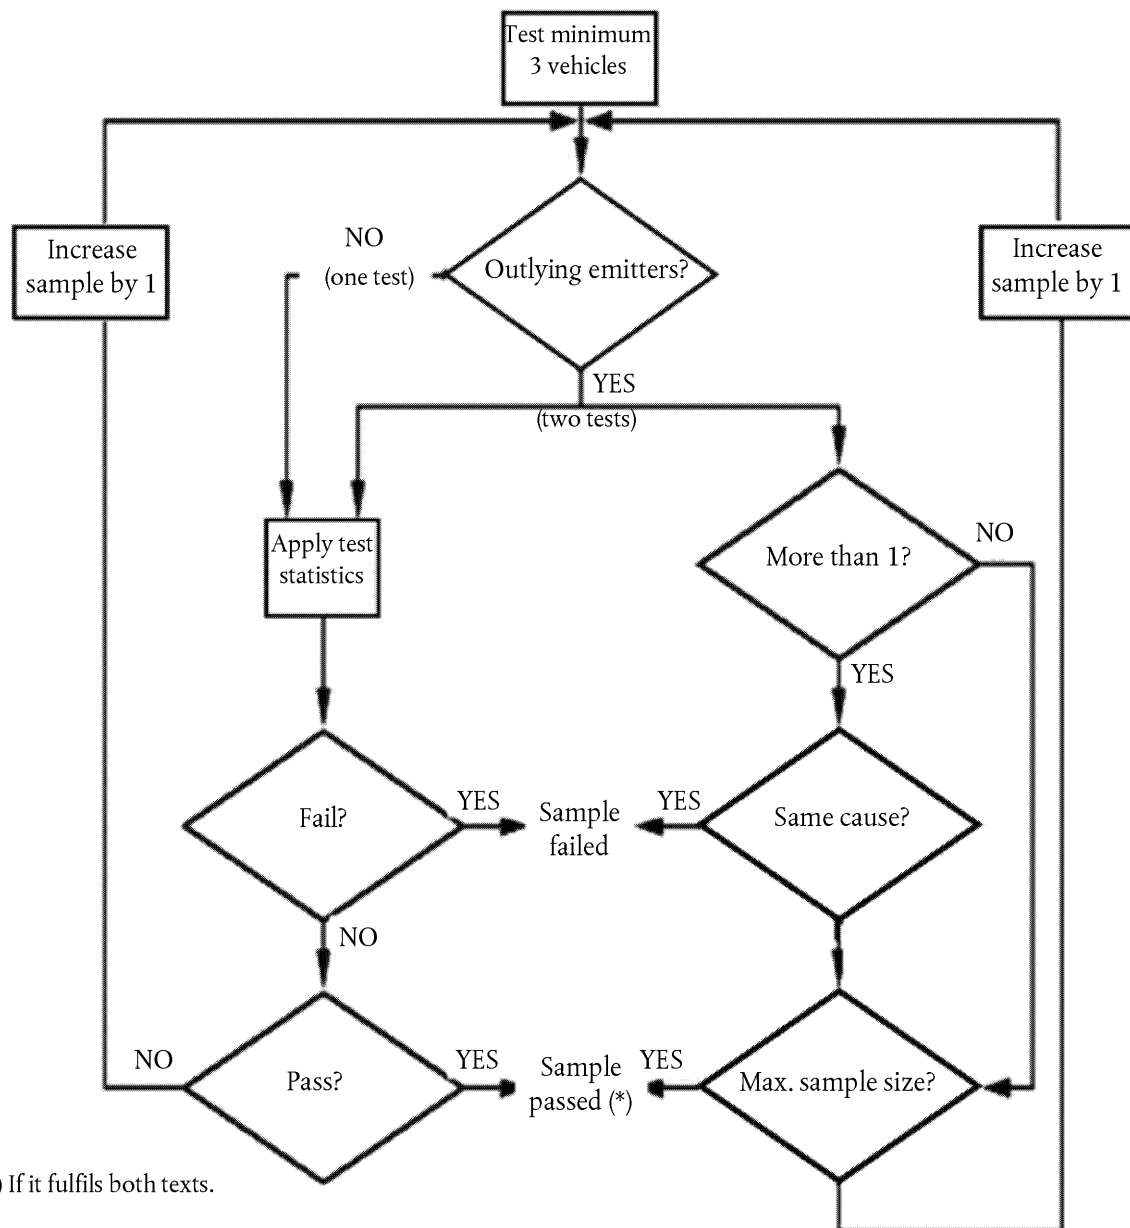 Test minimum
3 vehicles
Increase
sample by 1
NO
(one test)
Outlying emitters?
Increase
sample by 1
YES
(two tests)
Apply test
statistics
More than 1?
NO
YES
Fail?
YES
Sample
failed
YES
Same cause?
NO
NO
Pass?
YES
Sample
passed (*)
YES
Max. sample size?
) If it fulfils both texts.